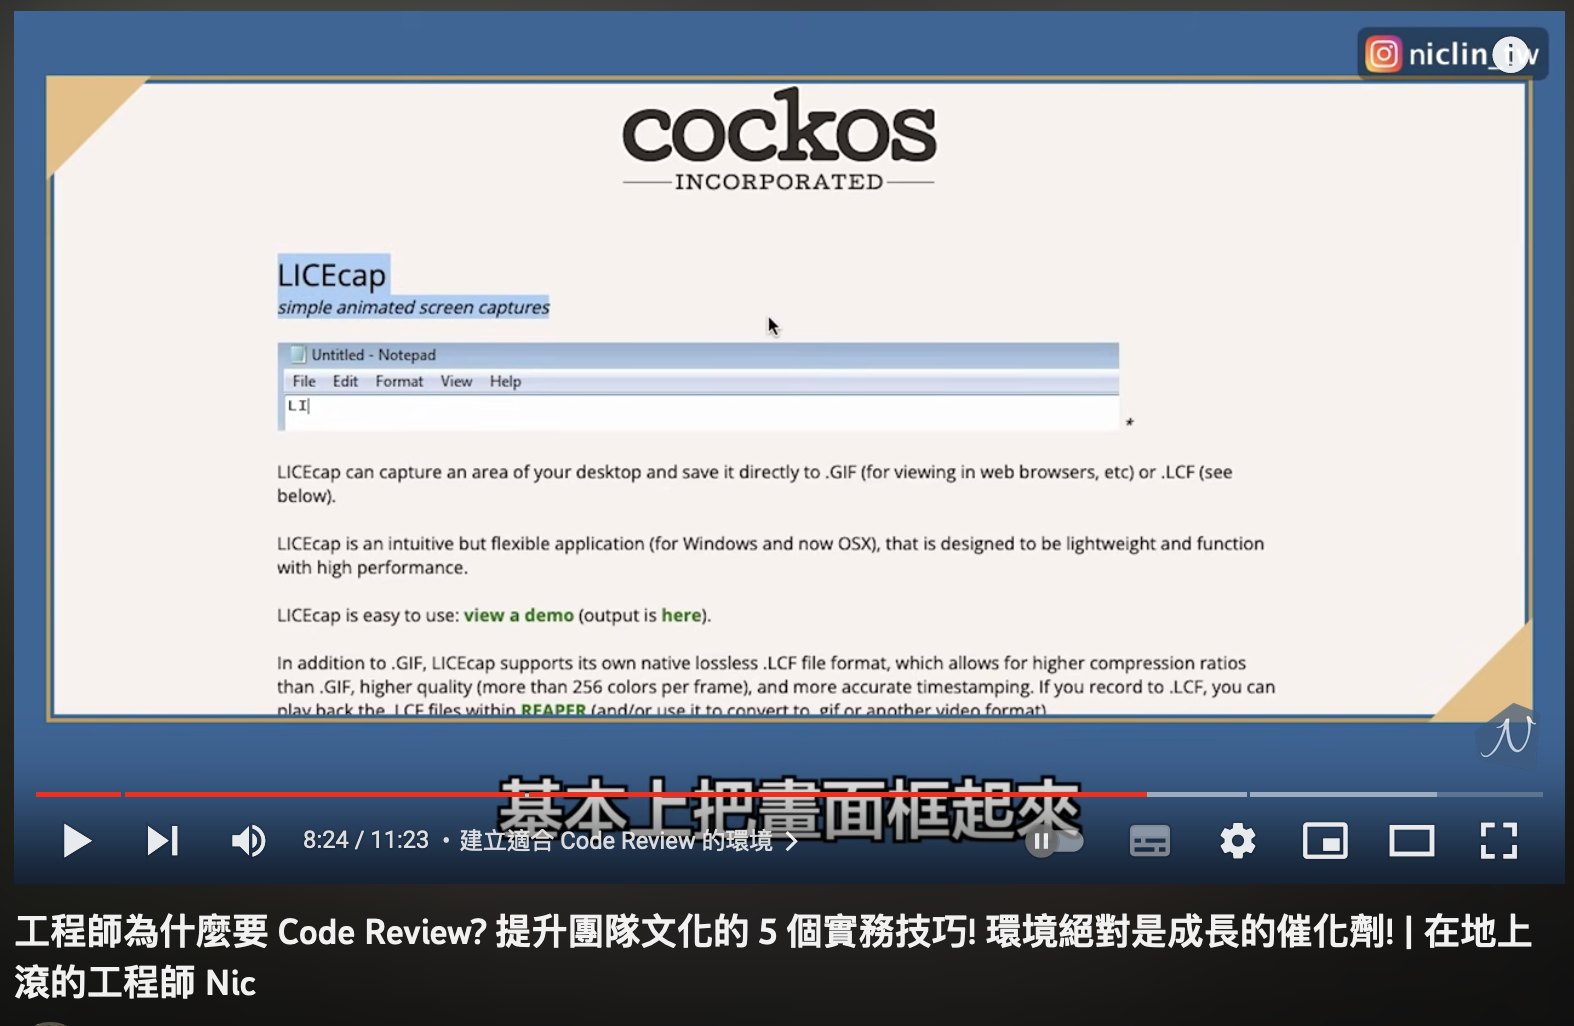 niclin_tw
cockos
INCORPORATED
LICEcap
simple animated screen captures
Untitled - Notepad
File Edit Format View Help
LI
*
LICEcap can capture an area of your desktop and save it directly to .GIF (for viewing in web browsers, etc) or .LCF (see
below).
LICEcap is an intuitive but flexible application (for Windows and now OSX), that is designed to be lightweight and function
with high performance.
LICEcap is easy to use: view a demo (output is here).
In addition to .GIF, LICEcap supports its own native lossless .LCF file format, which allows for higher compression ratios
than .GIF, higher quality (more than 256 colors per frame), and more accurate timestamping. If you record to .LCF, you can
play back the .LCF files within REAPER (and/or use it to convert to .gif or another video format)
N
基本上把畫面框起來
8:24 / 11:23 • 建立適合 Code Review 的環境 >
工程師為什麼要 Code Review? 提升團隊文化的 5 個實務技巧! 環境絕對是成長的催化劑! | 在地上
滾的工程師 Nic